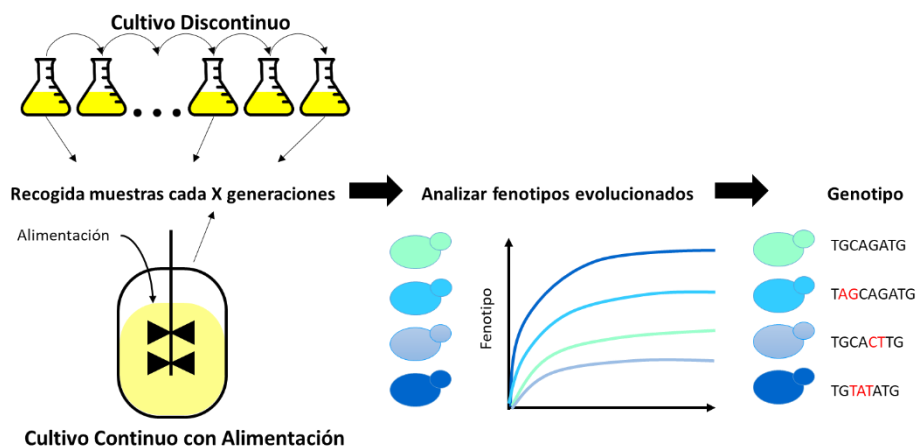 Cultivo Discontinuo
Recogida muestras cada X generaciones
Analizar fenotipos evolucionados
Genotipo
Alimentación
Fenotipo
TGCAGATG
TAGCAGATG
TGCACTTG
TGTATATG
Cultivo Continuo con Alimentación